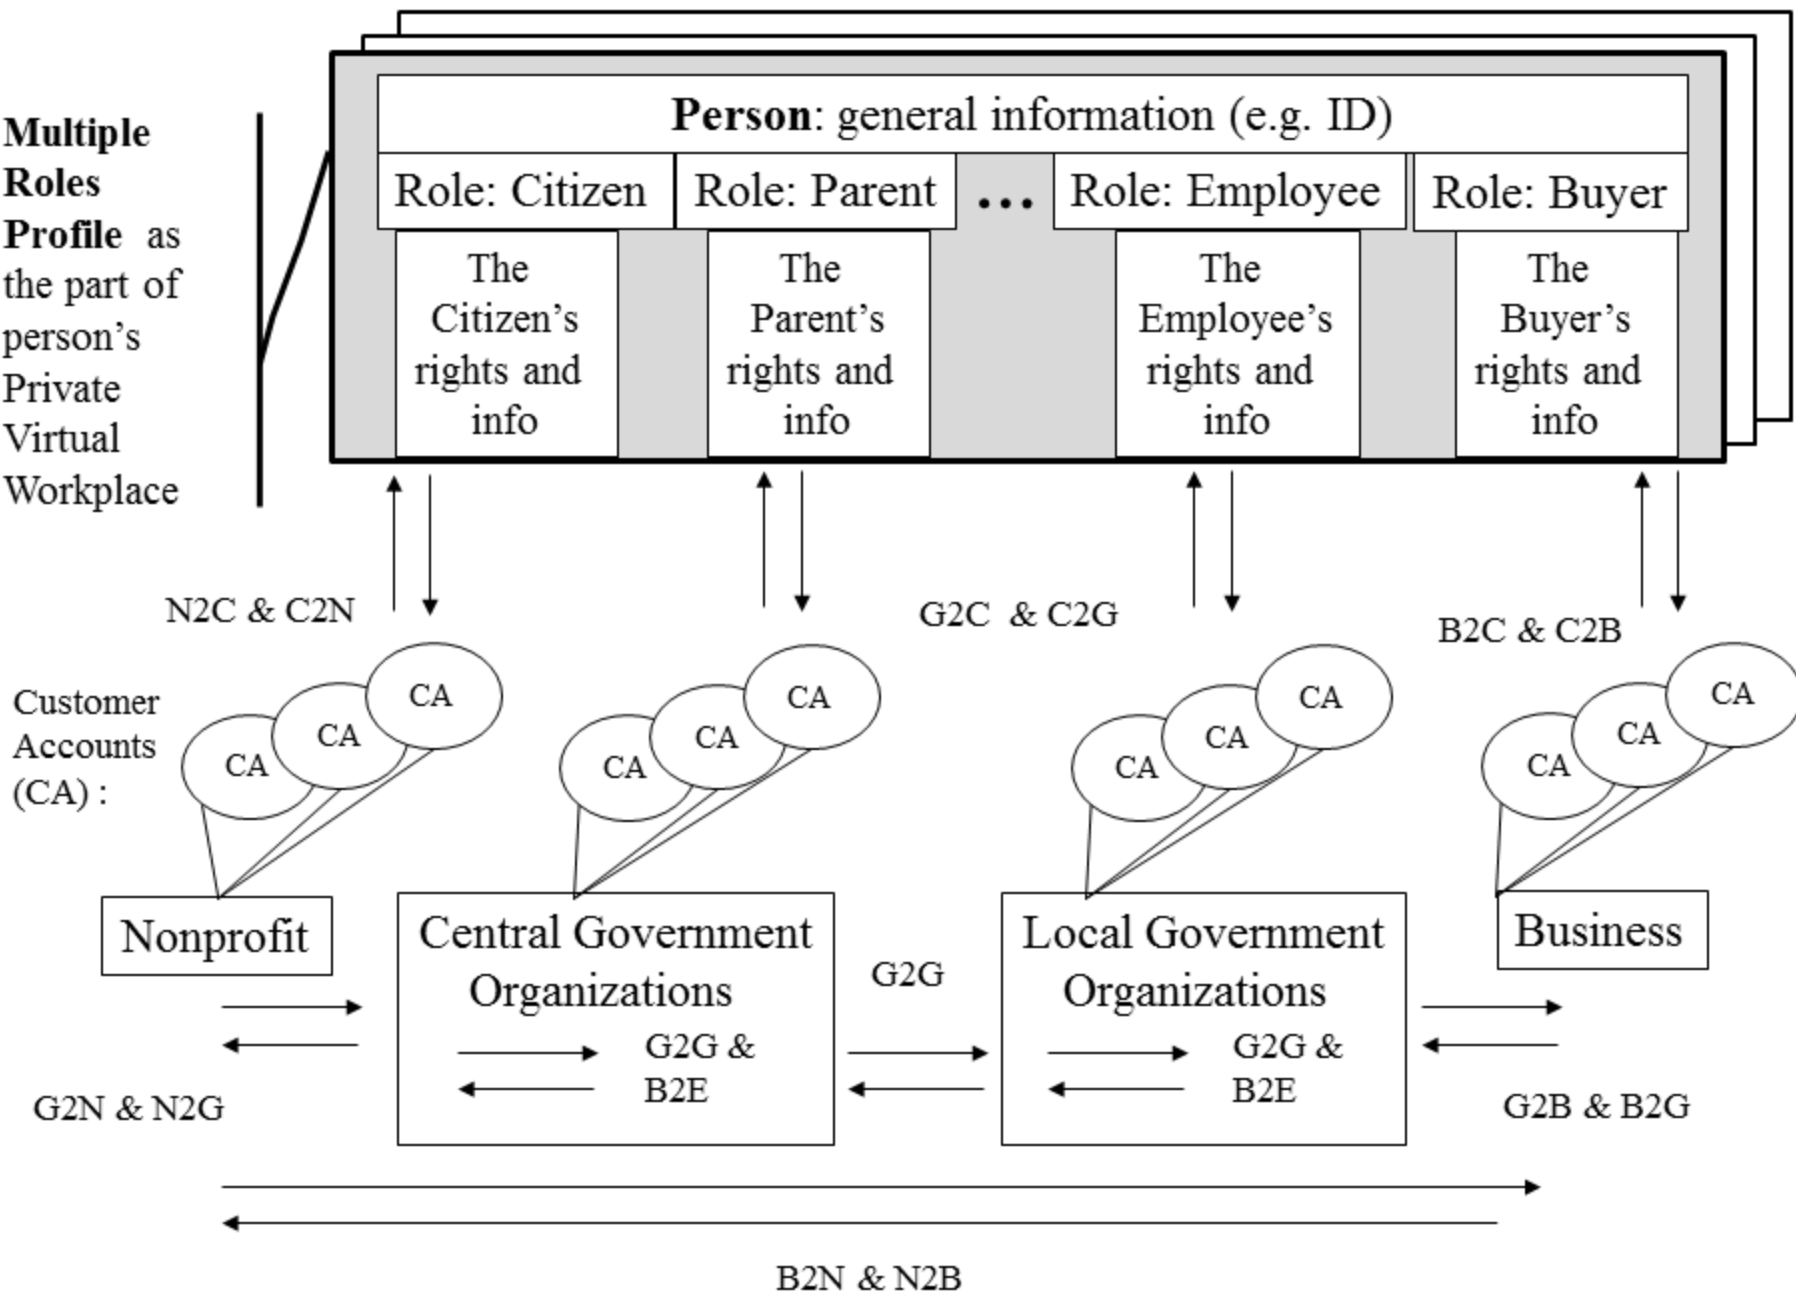 Multiple
Roles
Profile as
the part of
person's
Private
Virtual
Workplace
Person: general information (e.g. ID)
Role: Citizen
Role: Parent
...
Role: Employee
Role: Buyer
The
Citizen's
rights and
info
The
Parent's
rights and
info
The
Employee's
rights and
info
The
Buyer's
rights and
info
N2C & C2N
G2C & C2G
B2C & C2B
Customer
Accounts
(CA) :
CA
CA
CA
CA
CA
CA
CA
CA
CA
CA
CA
CA
Nonprofit
Central Government
Organizations
G2G &
B2E
G2G
Local Government
Organizations
G2G &
B2E
Business
G2N & N2G
G2B & B2G
B2N & N2B